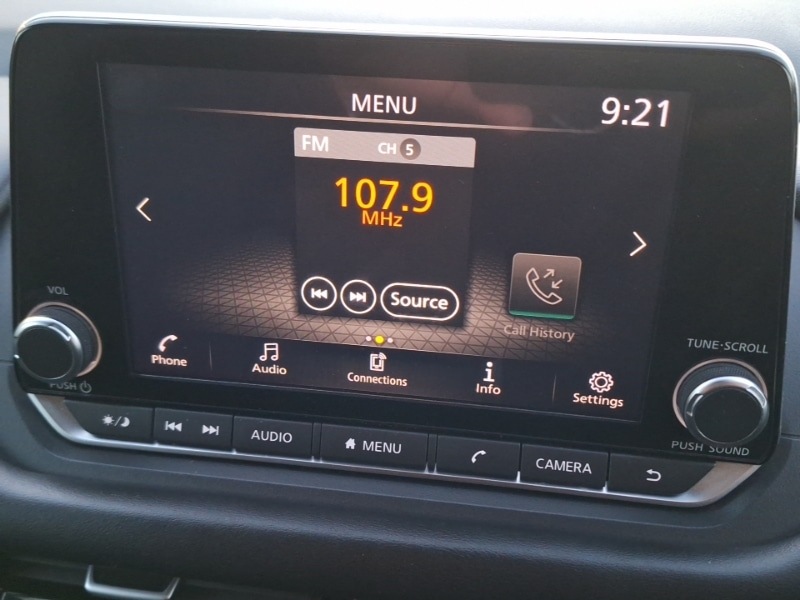 MENU
9:21
FM CH 5
107.9
MHz
Source
Call History
VOL
PUSH
TUNE·SCROLL
PUSH SOUND
Phone
Audio
Connections
Info
Settings
AUDIO
MENU
CAMERA